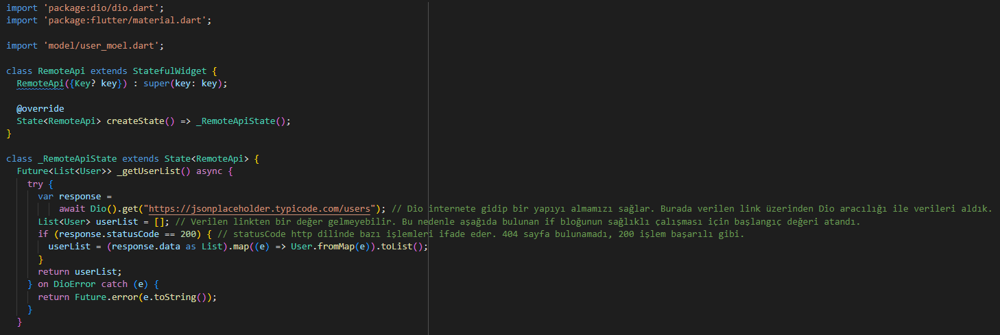 import 'package:dio/dio.dart';
import 'package:flutter/material.dart';

import 'model/user_moel.dart';

class RemoteApi extends StatefulWidget {
  RemoteApi({Key? key}) : super(key: key);

  @override
  State<RemoteApi> createState() => _RemoteApiState();
}

class _RemoteApiState extends State<RemoteApi> {
  Future<List<User>> _getUserList() async {
    try {
      var response =
          await Dio().get("https://jsonplaceholder.typicode.com/users"); // Dio internete gidip bir yapıyı almamızı sağlar. Burada verilen link üzerinden Dio aracılığı ile verileri aldık.
      List<User> userList = []; // Verilen linkten bir değer gelmeyebilir. Bu nedenle aşağıda bulunan if bloğunun sağlıklı çalışması için başlangıç değeri atandı.
      if (response.statusCode == 200) { // statusCode http dilinde bazı işlemleri ifade eder. 404 sayfa bulunamadı, 200 işlem başarılı gibi.
        userList = (response.data as List).map((e) => User.fromMap(e)).toList();
      }
      return userList;
    } on DioError catch (e) {
      return Future.error(e.toString());
    }
  }